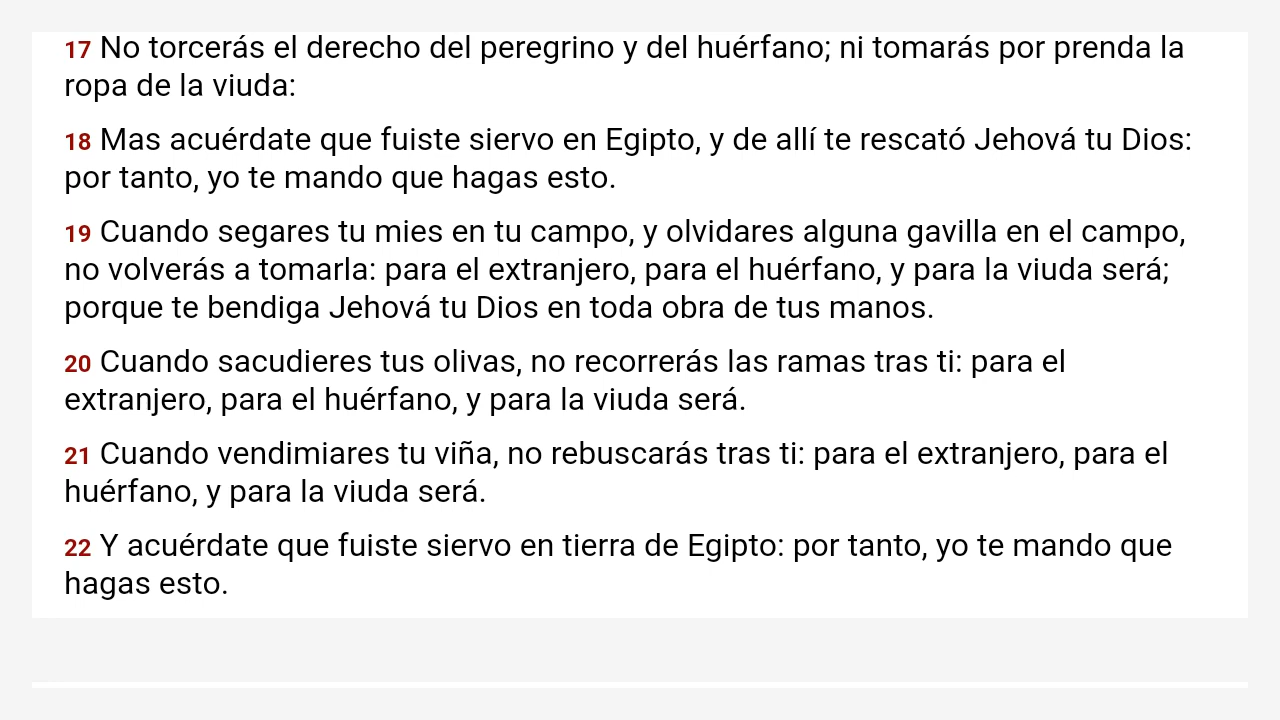 17 No torcerás el derecho del peregrino y del huérfano; ni tomarás por prenda la
ropa de la viuda:
18 Mas acuérdate que fuiste siervo en Egipto, y de allí te rescató Jehová tu Dios:
por tanto, yo te mando que hagas esto.
19 Cuando segares tu mies en tu campo, y olvidares alguna gavilla en el campo,
no volverás a tomarla: para el extranjero, para el huérfano, y para la viuda será;
porque te bendiga Jehová tu Dios en toda obra de tus manos.
20 Cuando sacudieres tus olivas, no recorrerás las ramas tras ti: para el
extranjero, para el huérfano, y para la viuda será.
21 Cuando vendimiares tu viña, no rebuscarás tras ti: para el extranjero, para el
huérfano, y para la viuda será.
22 Y acuérdate que fuiste siervo en tierra de Egipto: por tanto, yo te mando que
hagas esto.